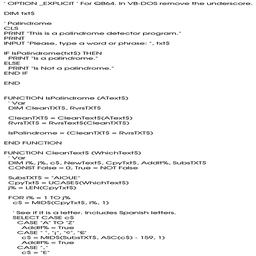 ' OPTION _EXPLICIT ' For QB64. In VB-DOS remove the underscore.
DIM txt$
' Palindrome
CLS
PRINT "This is a palindrome detector program."
PRINT
INPUT "Please, type a word or phrase: ", txt$
IF IsPalindrome(txt$) THEN
PRINT "Is a palindrome."
ELSE
PRINT "Is Not a palindrome."
END IF
END
FUNCTION IsPalindrome (AText$)
' Var
DIM CleanTXT$, RvrsTXT$
CleanTXT$ = CleanText$(AText$)
RvrsTXT$ = RvrsText$(CleanTXT$)
IsPalindrome = (CleanTXT$ = RvrsTXT$)
END FUNCTION
FUNCTION CleanText$ (WhichText$)
' Var
DIM i%, j%, c$, NewText$, CpyTxt$, AddIt%, SubsTXT$
CONST False = 0, True = NOT False
SubsTXT$ = "AIOUE"
CpyTxt$ = UCASE$(WhichText$)
j% = LEN(CpyTxt$)
FOR i% = 1 TO j%
c$ = MID$(CpyTxt$, i%, 1)
' See if it is a letter. Includes Spanish letters.
SELECT CASE c$
CASE "A" TO "Z"
AddIt% = True
c$ = MID$(SubsTXT$, ASC(c$) - 159, 1)
AddIt% = True
c$ = "E"